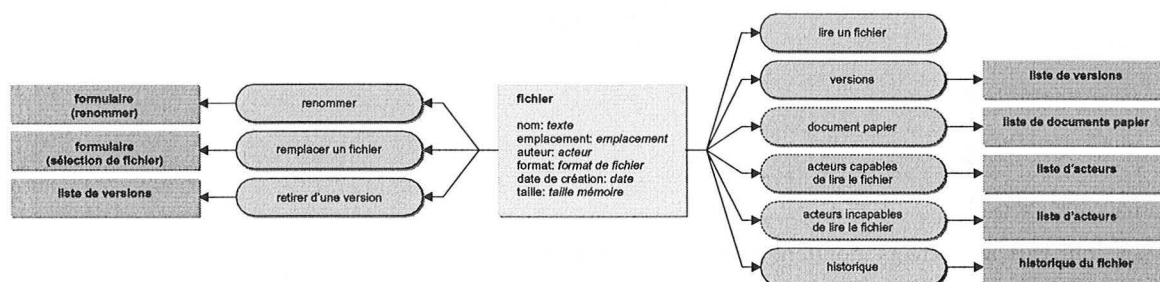 formulaire
(renommer)
renommer
formulaire
(sélection de fichier)
remplacer un fichier
liste de versions
retirer d'une version
fichier
nom: texte
emplacement: emplacement
auteur: acteur
format: format de fichier
date de création: date
taille: taille mémoire
lire un fichier
versions
liste de versions
document papier
liste de documents papier
acteurs capables
de lire le fichier
liste d'acteurs
acteurs incapables
de lire le fichier
liste d'acteurs
historique
historique du fichier